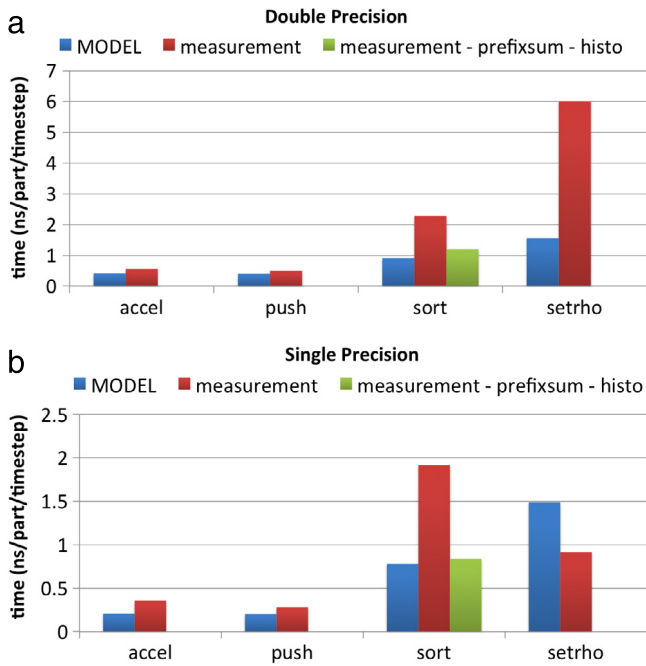 a
Double Precision
MODEL measurement measurement - prefixsum - histo
time (ns/part/timestep)
7
6
5
4
3
2
1
0
accel push sort setrho
b
Single Precision
MODEL measurement measurement - prefixsum - histo
time (ns/part/timestep)
2.5
2
1.5
1
0.5
0
accel push sort setrho